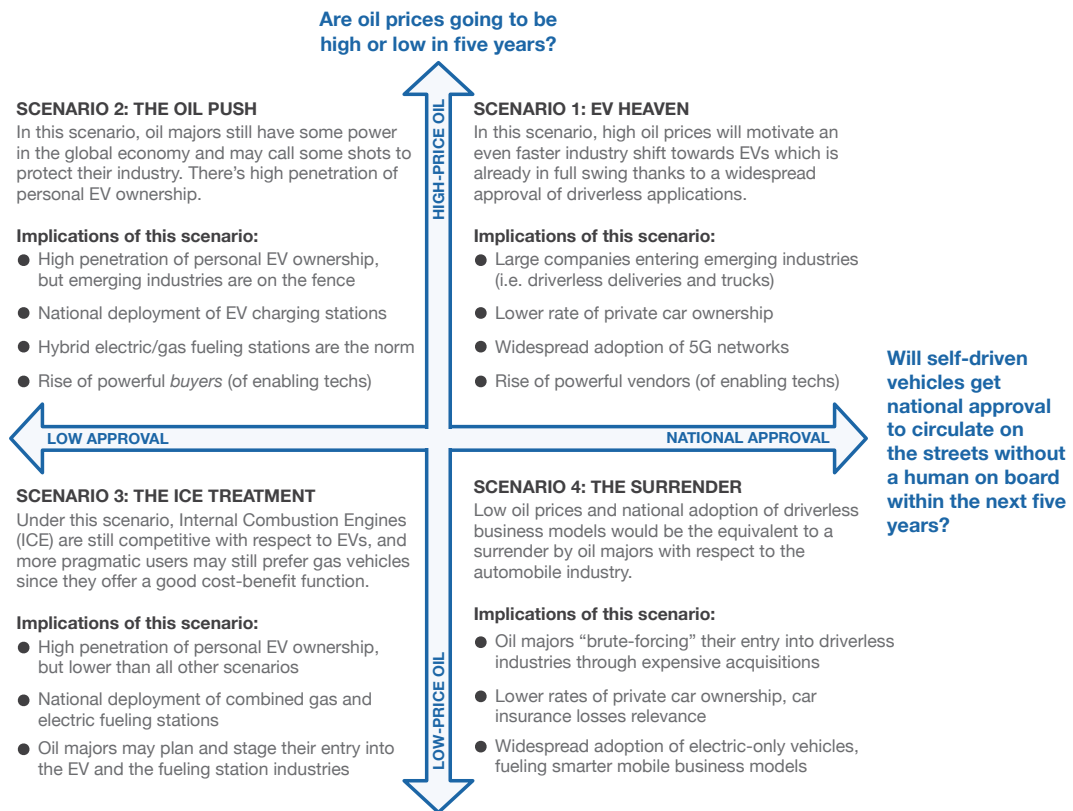 Are oil prices going to be
high or low in five years?
SCENARIO 2: THE OIL PUSH
In this scenario, oil majors still have some power
in the global economy and may call some shots to
protect their industry. There’s high penetration of
personal EV ownership.
Implications of this scenario:
● High penetration of personal EV ownership,
but emerging industries are on the fence
● National deployment of EV charging stations
● Hybrid electric/gas fueling stations are the norm
● Rise of powerful buyers (of enabling techs)
HIGH-PRICE OIL
SCENARIO 1: EV HEAVEN
In this scenario, high oil prices will motivate an
even faster industry shift towards EVs which is
already in full swing thanks to a widespread
approval of driverless applications.
Implications of this scenario:
● Large companies entering emerging industries
(i.e. driverless deliveries and trucks)
● Lower rate of private car ownership
● Widespread adoption of 5G networks
● Rise of powerful vendors (of enabling techs)
LOW APPROVAL
NATIONAL APPROVAL
Will self-driven
vehicles get
national approval
to circulate on
the streets without
a human on board
within the next five
years?
SCENARIO 3: THE ICE TREATMENT
Under this scenario, Internal Combustion Engines
(ICE) are still competitive with respect to EVs, and
more pragmatic users may still prefer gas vehicles
since they offer a good cost-benefit function.
Implications of this scenario:
● High penetration of personal EV ownership,
but lower than all other scenarios
● National deployment of combined gas and
electric fueling stations
● Oil majors may plan and stage their entry into
the EV and the fueling station industries
LOW-PRICE OIL
SCENARIO 4: THE SURRENDER
Low oil prices and national adoption of driverless
business models would be the equivalent to a
surrender by oil majors with respect to the
automobile industry.
Implications of this scenario:
● Oil majors “brute-forcing” their entry into driverless
industries through expensive acquisitions
● Lower rates of private car ownership, car
insurance losses relevance
● Widespread adoption of electric-only vehicles,
fueling smarter mobile business models